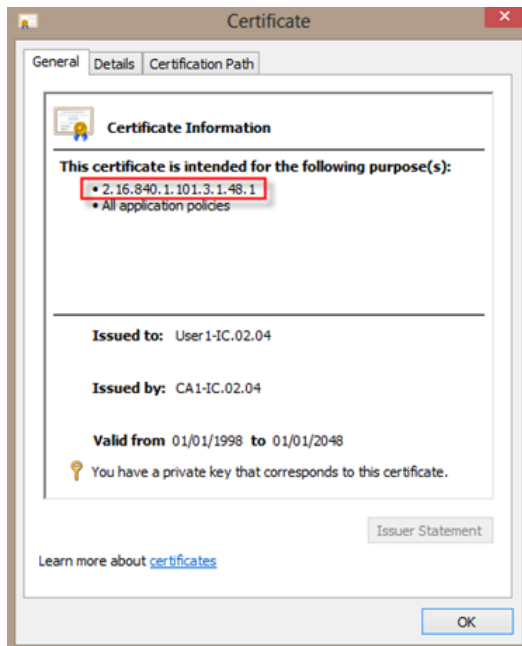 Certificate
General Details Certification Path
Certificate Information
This certificate is intended for the following purpose(s):
• 2.16.840.1.101.3.1.48.1
• All application policies
Issued to: User1-IC.02.04
Issued by: CA1-IC.02.04
Valid from 01/01/1998 to 01/01/2048
You have a private key that corresponds to this certificate.
Issuer Statement
Learn more about certificates
OK